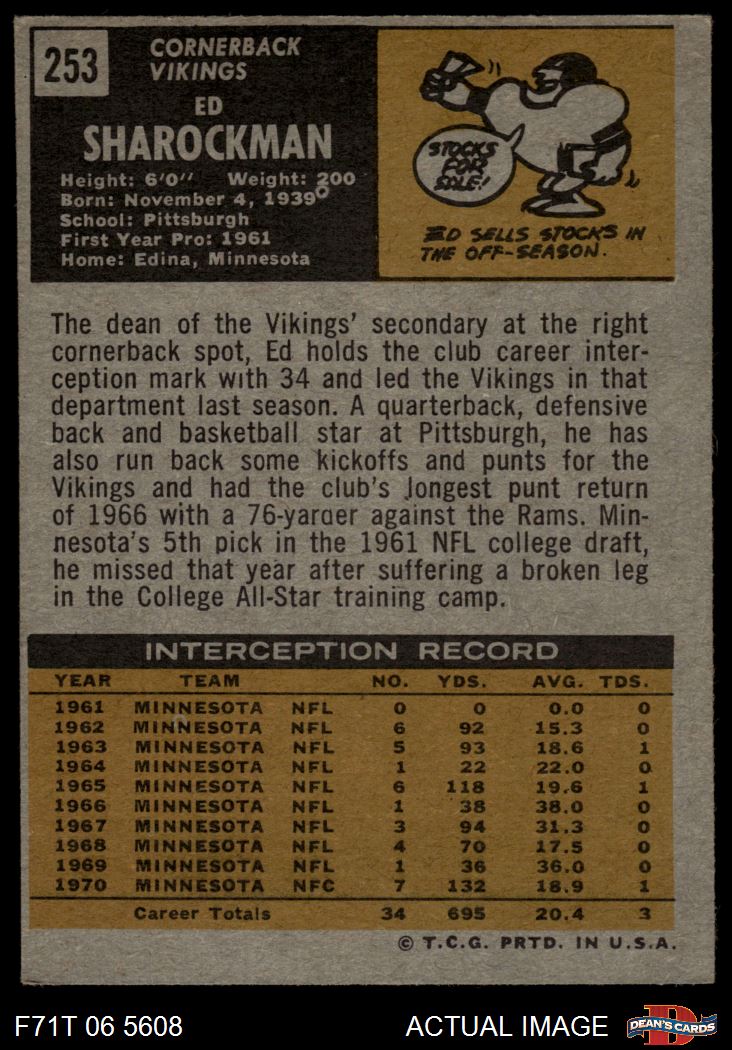 253
CORNERBACK
VIKINGS
ED
SHAROCKMAN
Height: 6'0" Weight: 200
Born: November 4, 1939
School: Pittsburgh
First Year Pro: 1961
Home: Edina, Minnesota
STOCKS
FOR
SALE!
ED SELLS STOCKS IN
THE OFF-SEASON.
The dean of the Vikings' secondary at the right
cornerback spot, Ed holds the club career inter-
ception mark with 34 and led the Vikings in that
department last season. A quarterback, defensive
back and basketball star at Pittsburgh, he has
also run back some kickoffs and punts for the
Vikings and had the club's longest punt return
of 1966 with a 76-yarder against the Rams. Min-
nesota's 5th pick in the 1961 NFL college draft,
he missed that year after suffering a broken leg
in the College All-Star training camp.
INTERCEPTION RECORD
YEAR TEAM NO. YDS. AVG. TDS.
1961 MINNESOTA NFL 0 0 0.0 0
1962 MINNESOTA NFL 6 92 15.3 0
1963 MINNESOTA NFL 5 93 18.6 1
1964 MINNESOTA NFL 1 22 22.0 0
1965 MINNESOTA NFL 6 118 19.6 1
1966 MINNESOTA NFL 1 38 38.0 0
1967 MINNESOTA NFL 3 94 31.3 0
1968 MINNESOTA NFL 4 70 17.5 0
1969 MINNESOTA NFL 1 36 36.0 0
1970 MINNESOTA NFC 7 132 18.9 1
Career Totals 34 695 20.4 3
© T.C.G. PRTD. IN U.S.A.
F71T 06 5608 ACTUAL IMAGE D DEAN'S CARDS